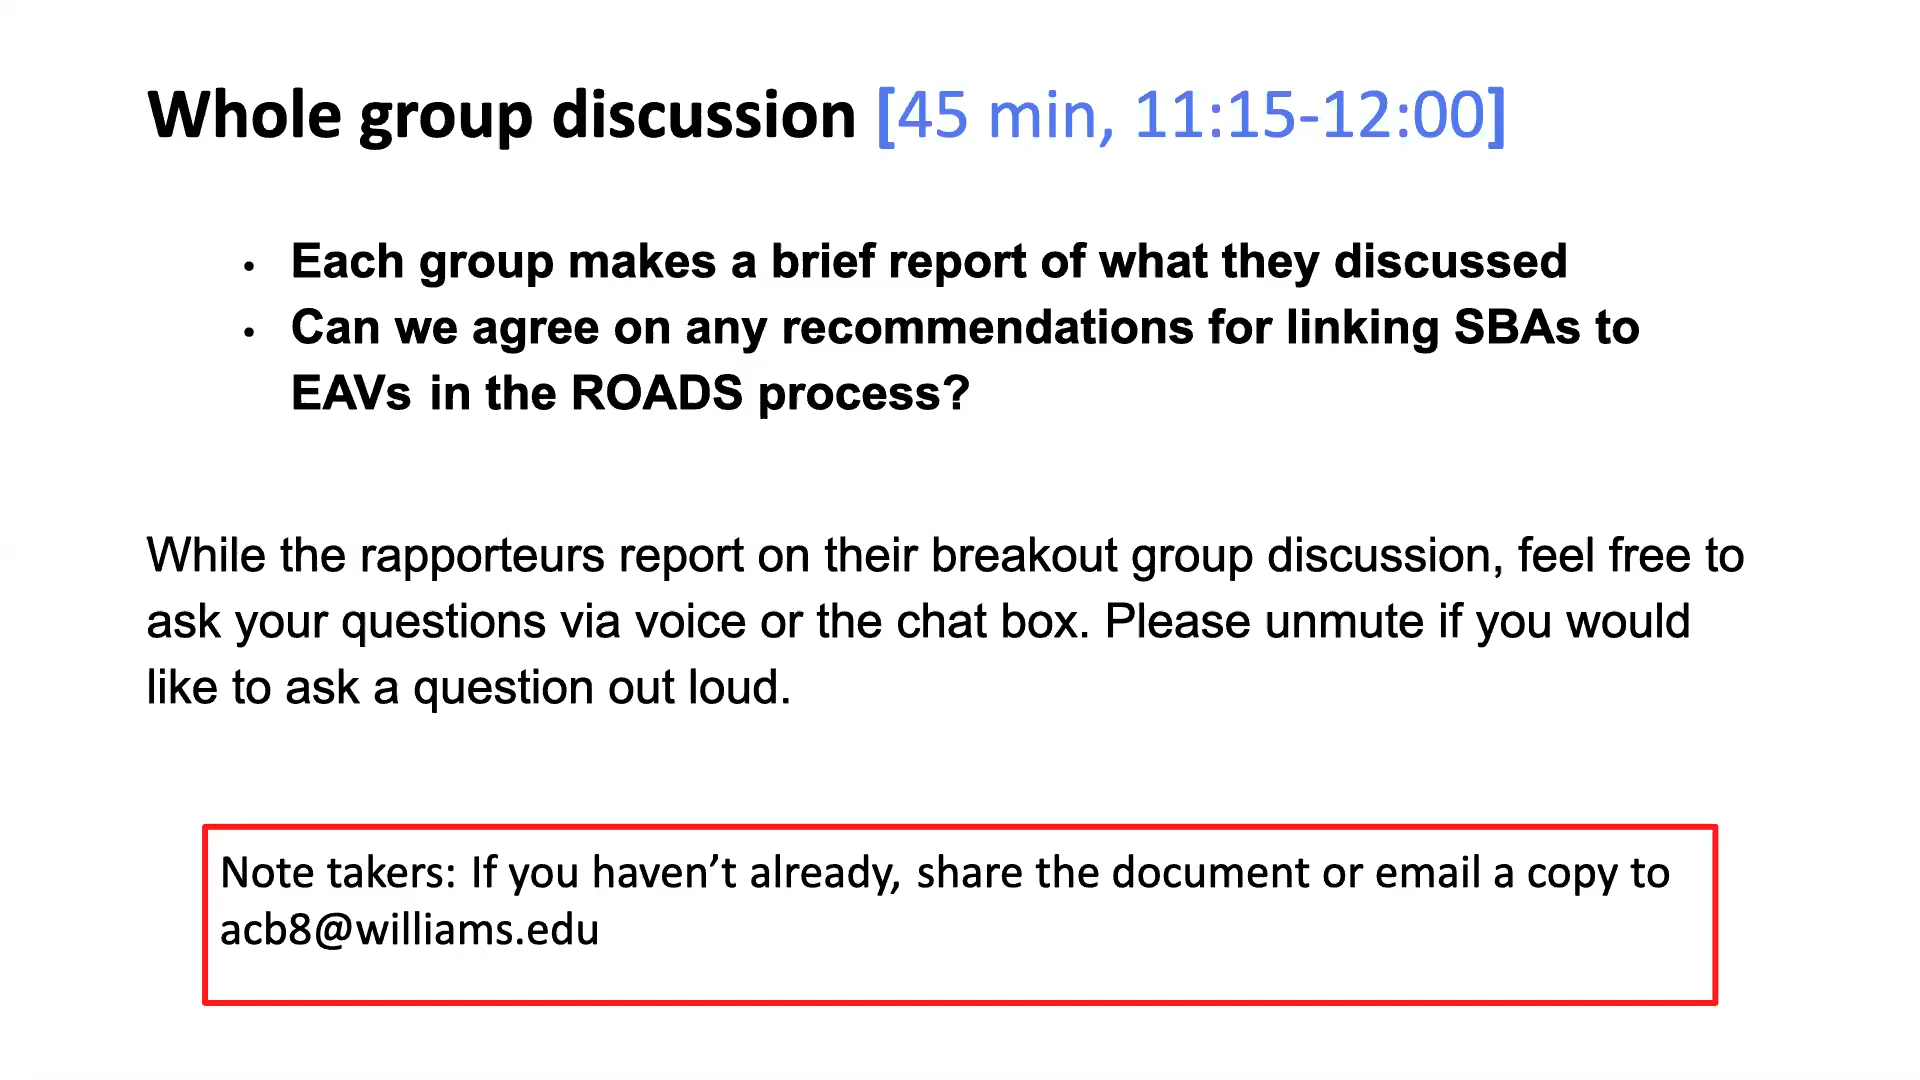 Whole group discussion [45 min, 11:15-12:00]
• Each group makes a brief report of what they discussed
• Can we agree on any recommendations for linking SBAs to
EAVs in the ROADS process?
While the rapporteurs report on their breakout group discussion, feel free to
ask your questions via voice or the chat box. Please unmute if you would
like to ask a question out loud.
Note takers: If you haven’t already, share the document or email a copy to
acb8@williams.edu